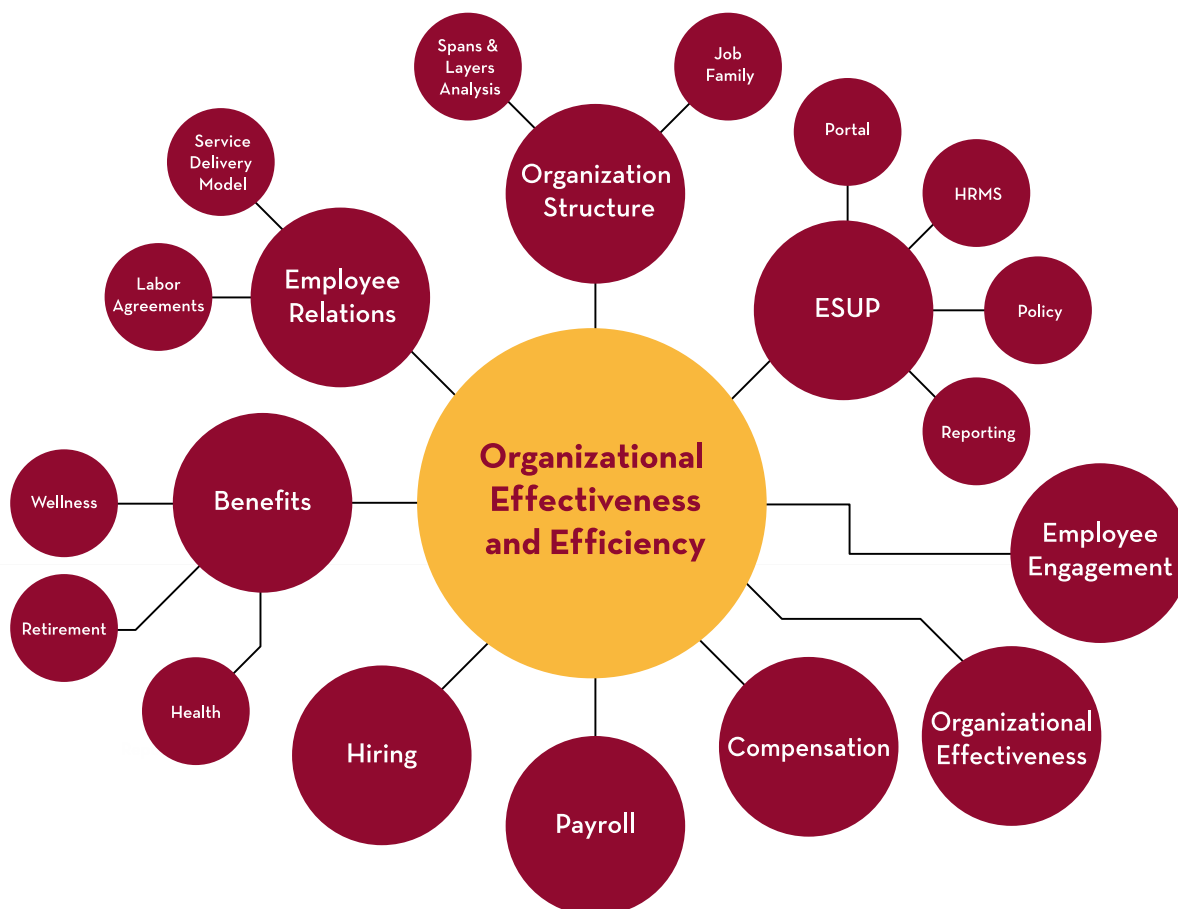 Spans &
Layers
Analysis
Job
Family
Portal
Service
Delivery
Model
Organization
Structure
HRMS
Labor
Agreements
Employee
Relations
ESUP
Policy
Reporting
Organizational
Effectiveness
and Efficiency
Wellness
Benefits
Employee
Engagement
Retirement
Health
Hiring
Payroll
Compensation
Organizational
Effectiveness